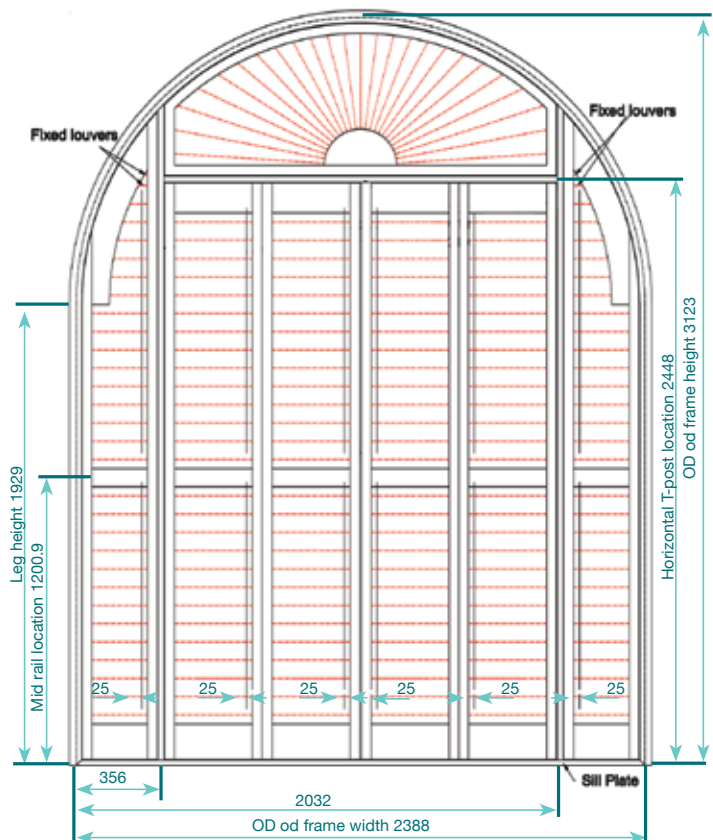 Fixed louvers
Fixed louvers
Leg height 1929
Mid rail location 1200.9
Horizontal T-post location 2448
OD od frame height 3123
25
25
25
25
25
25
356
Sill Plate
2032
OD od frame width 2388